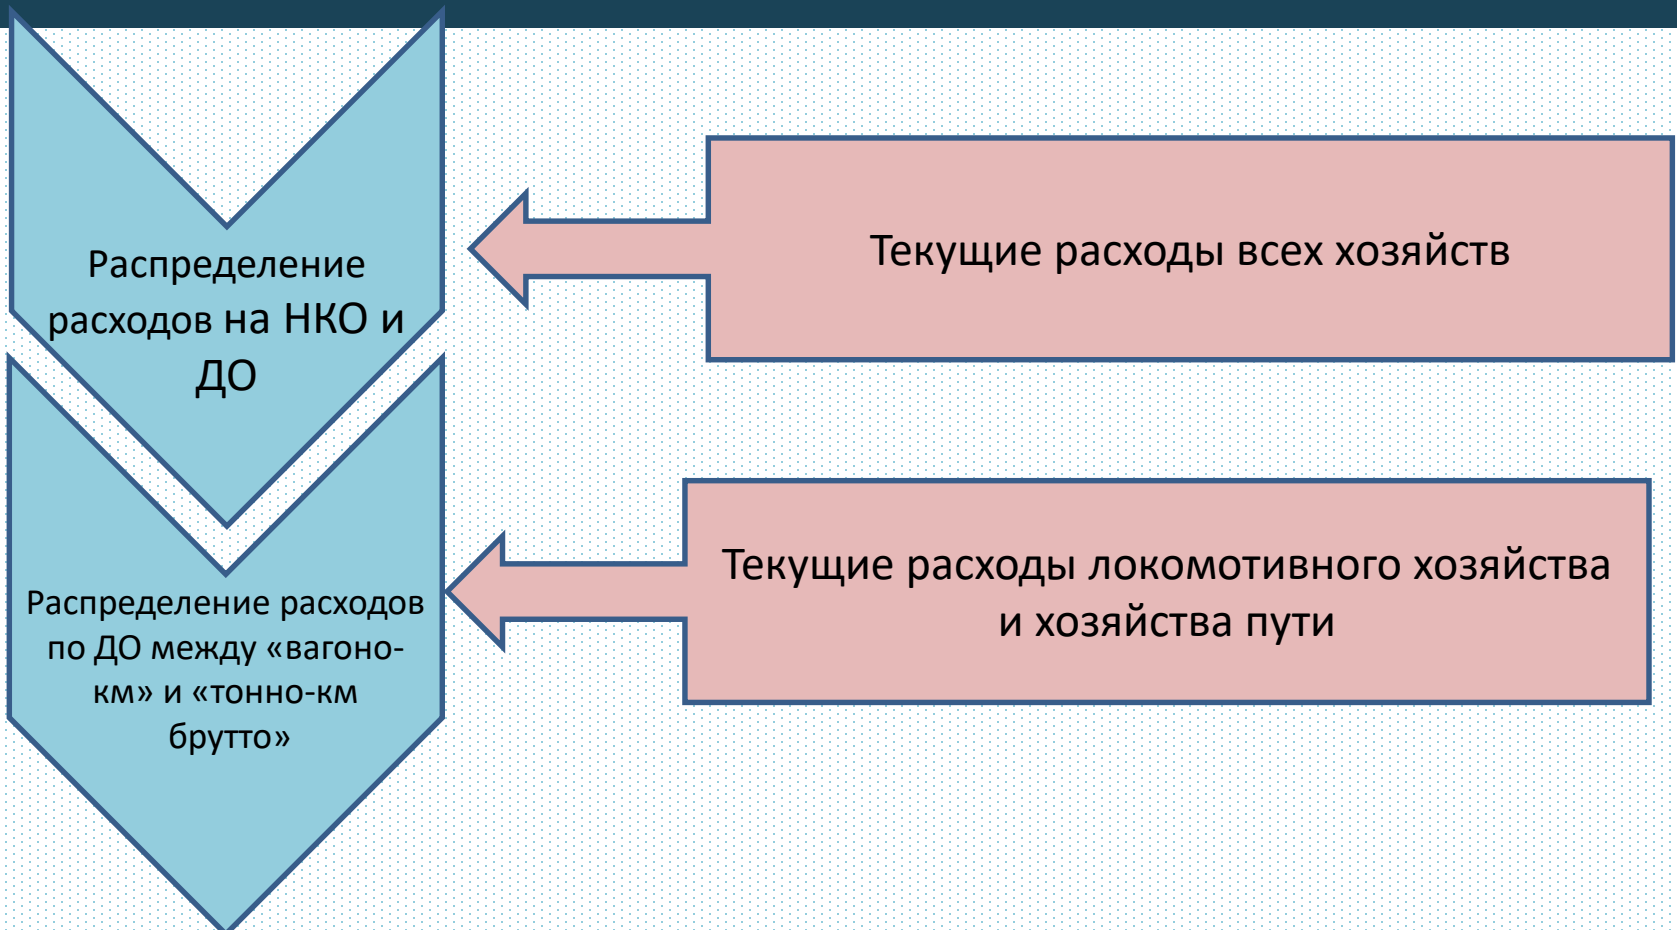 Распределение
расходов на НКО и
ДО
Текущие расходы всех хозяйств
Распределение расходов
по ДО между «вагоно-
км» и «тонно-км
брутто»
Текущие расходы локомотивного хозяйства
и хозяйства пути